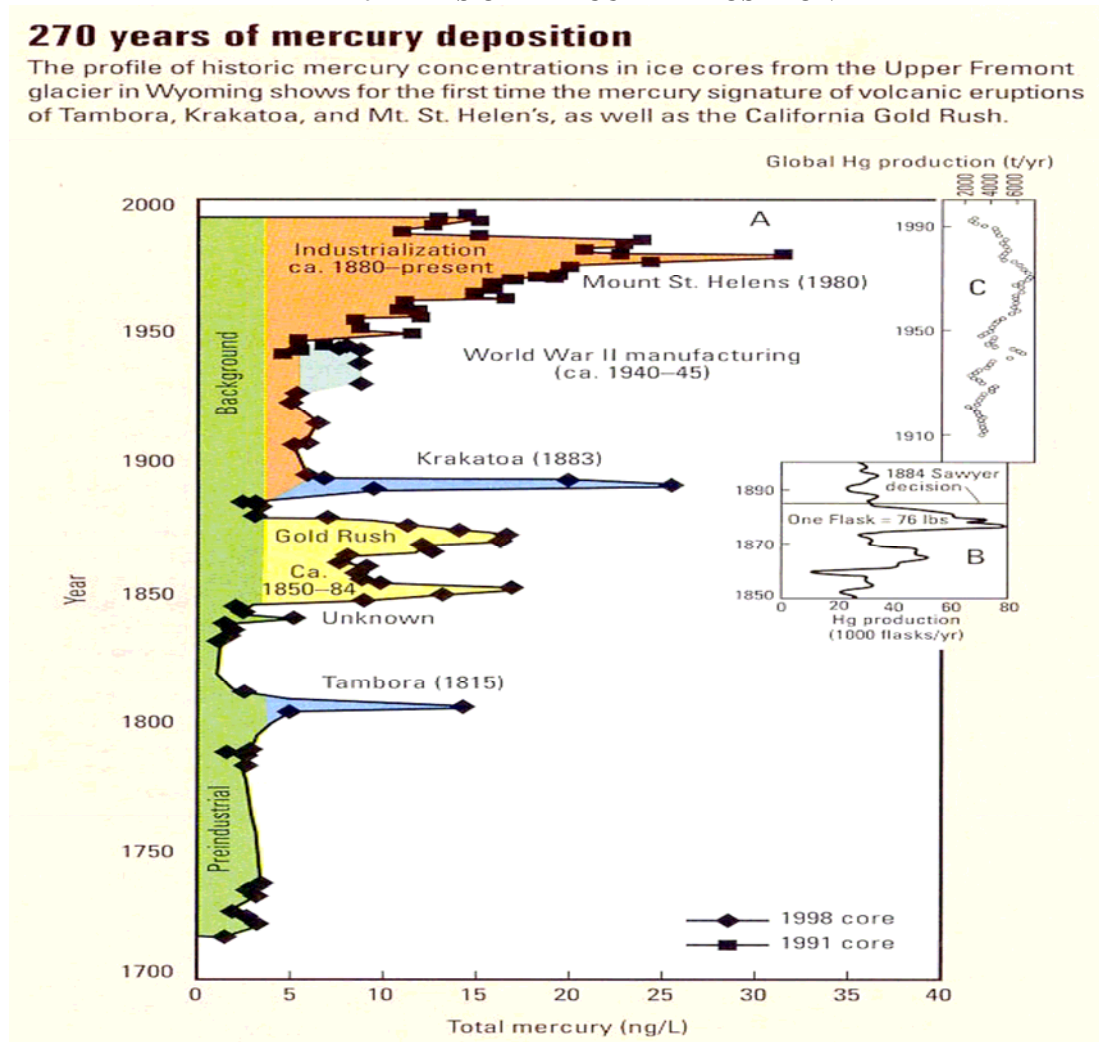 270 years of mercury deposition
The profile of historic mercury concentrations in ice cores from the Upper Fremont
glacier in Wyoming shows for the first time the mercury signature of volcanic eruptions
of Tambora, Krakatoa, and Mt. St. Helen's, as well as the California Gold Rush.
Global Hg production (t/yr)
2000
4000
6000
2000
1950
1900
1850
1800
1750
1700
Year
Background
Preindustrial
A
Industrialization
ca. 1880–present
Mount St. Helens (1980)
World War II manufacturing
(ca. 1940–45)
Krakatoa (1883)
Gold Rush
Ca.
1850–84
Unknown
Tambora (1815)
1990
C
1950
1910
1884 Sawyer
decision
1890
One Flask = 76 lbs
1870
B
1850
0 20 40 60 80
Hg production
(1000 flasks/yr)
1998 core
1991 core
0 5 10 15 20 25 30 35 40
Total mercury (ng/L)